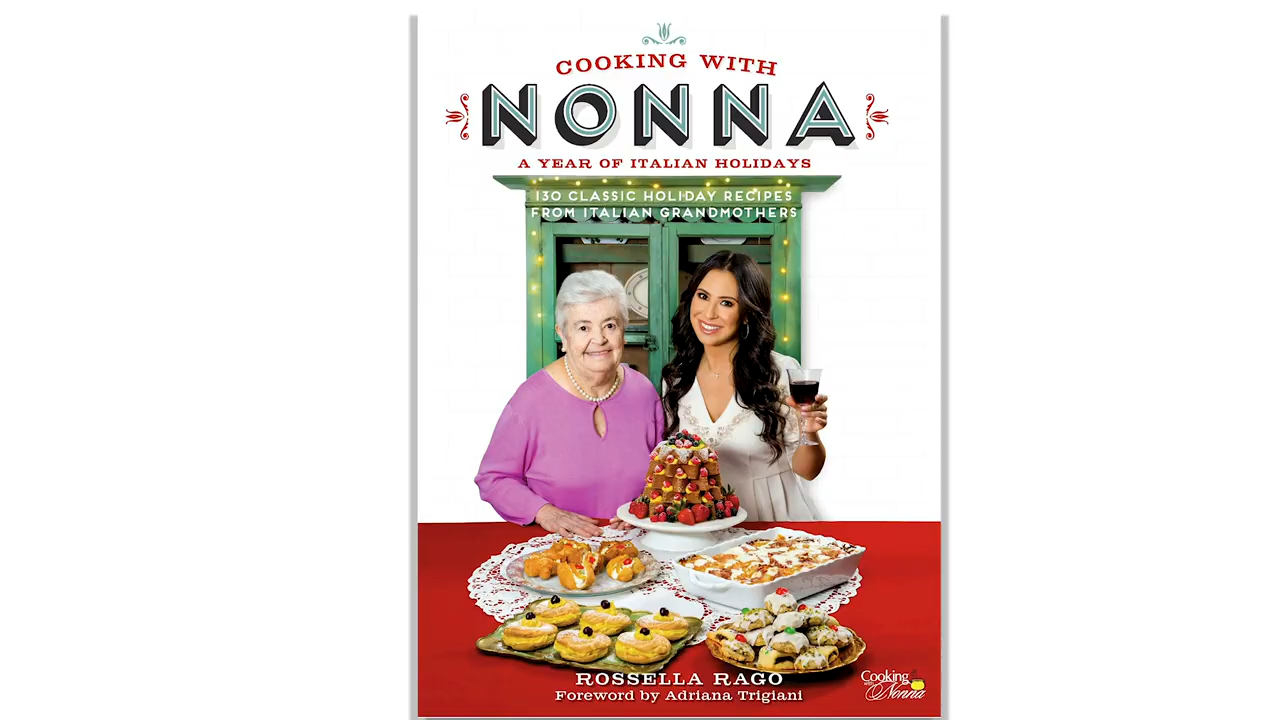 COOKING WITH
NONNA
A YEAR OF ITALIAN HOLIDAYS
130 CLASSIC HOLIDAY RECIPES
FROM ITALIAN GRANDMOTHERS
ROSSELLA RAGO
Foreword by Adriana Trigiani
Cooking
with
Nonna